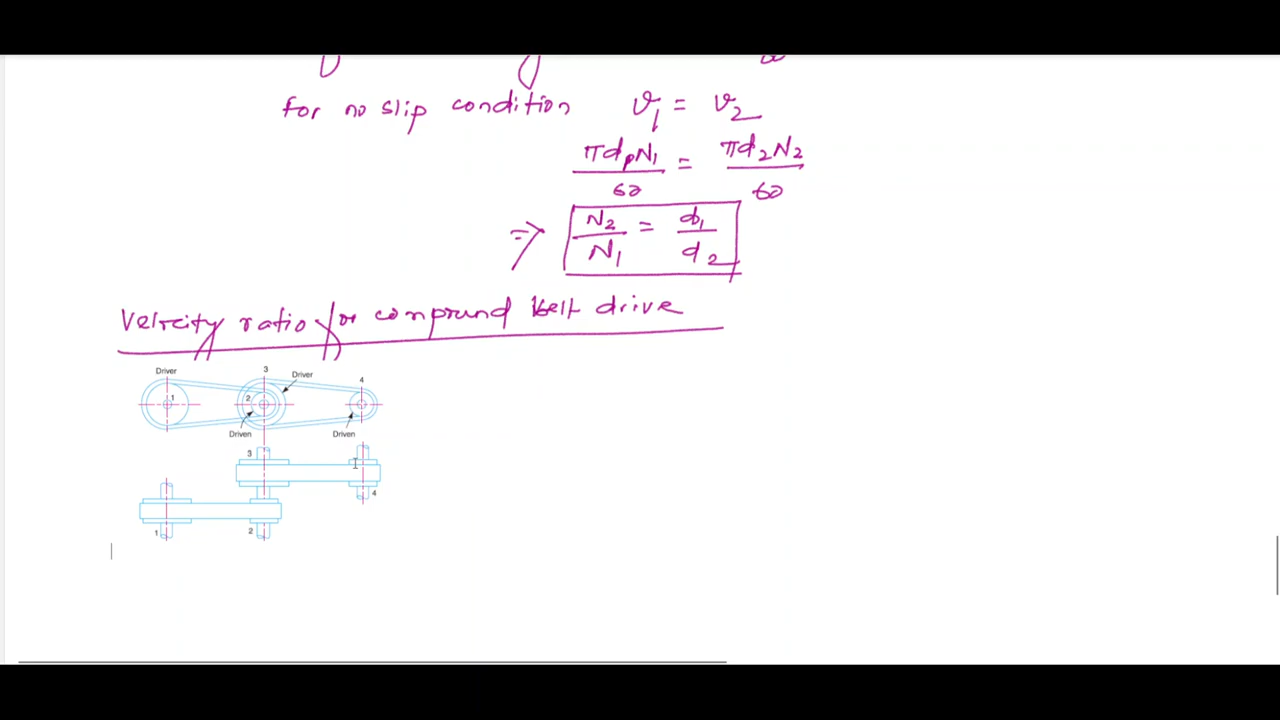 for no slip condition v₁ = v₂
πdₚN₁/60 = πd₂N₂/60
⇒ N₂/N₁ = d₁/d₂
Velocity ratio for compound belt drive
Driver
3
Driver
4
1
2
Driven
Driven
3
4
1
2